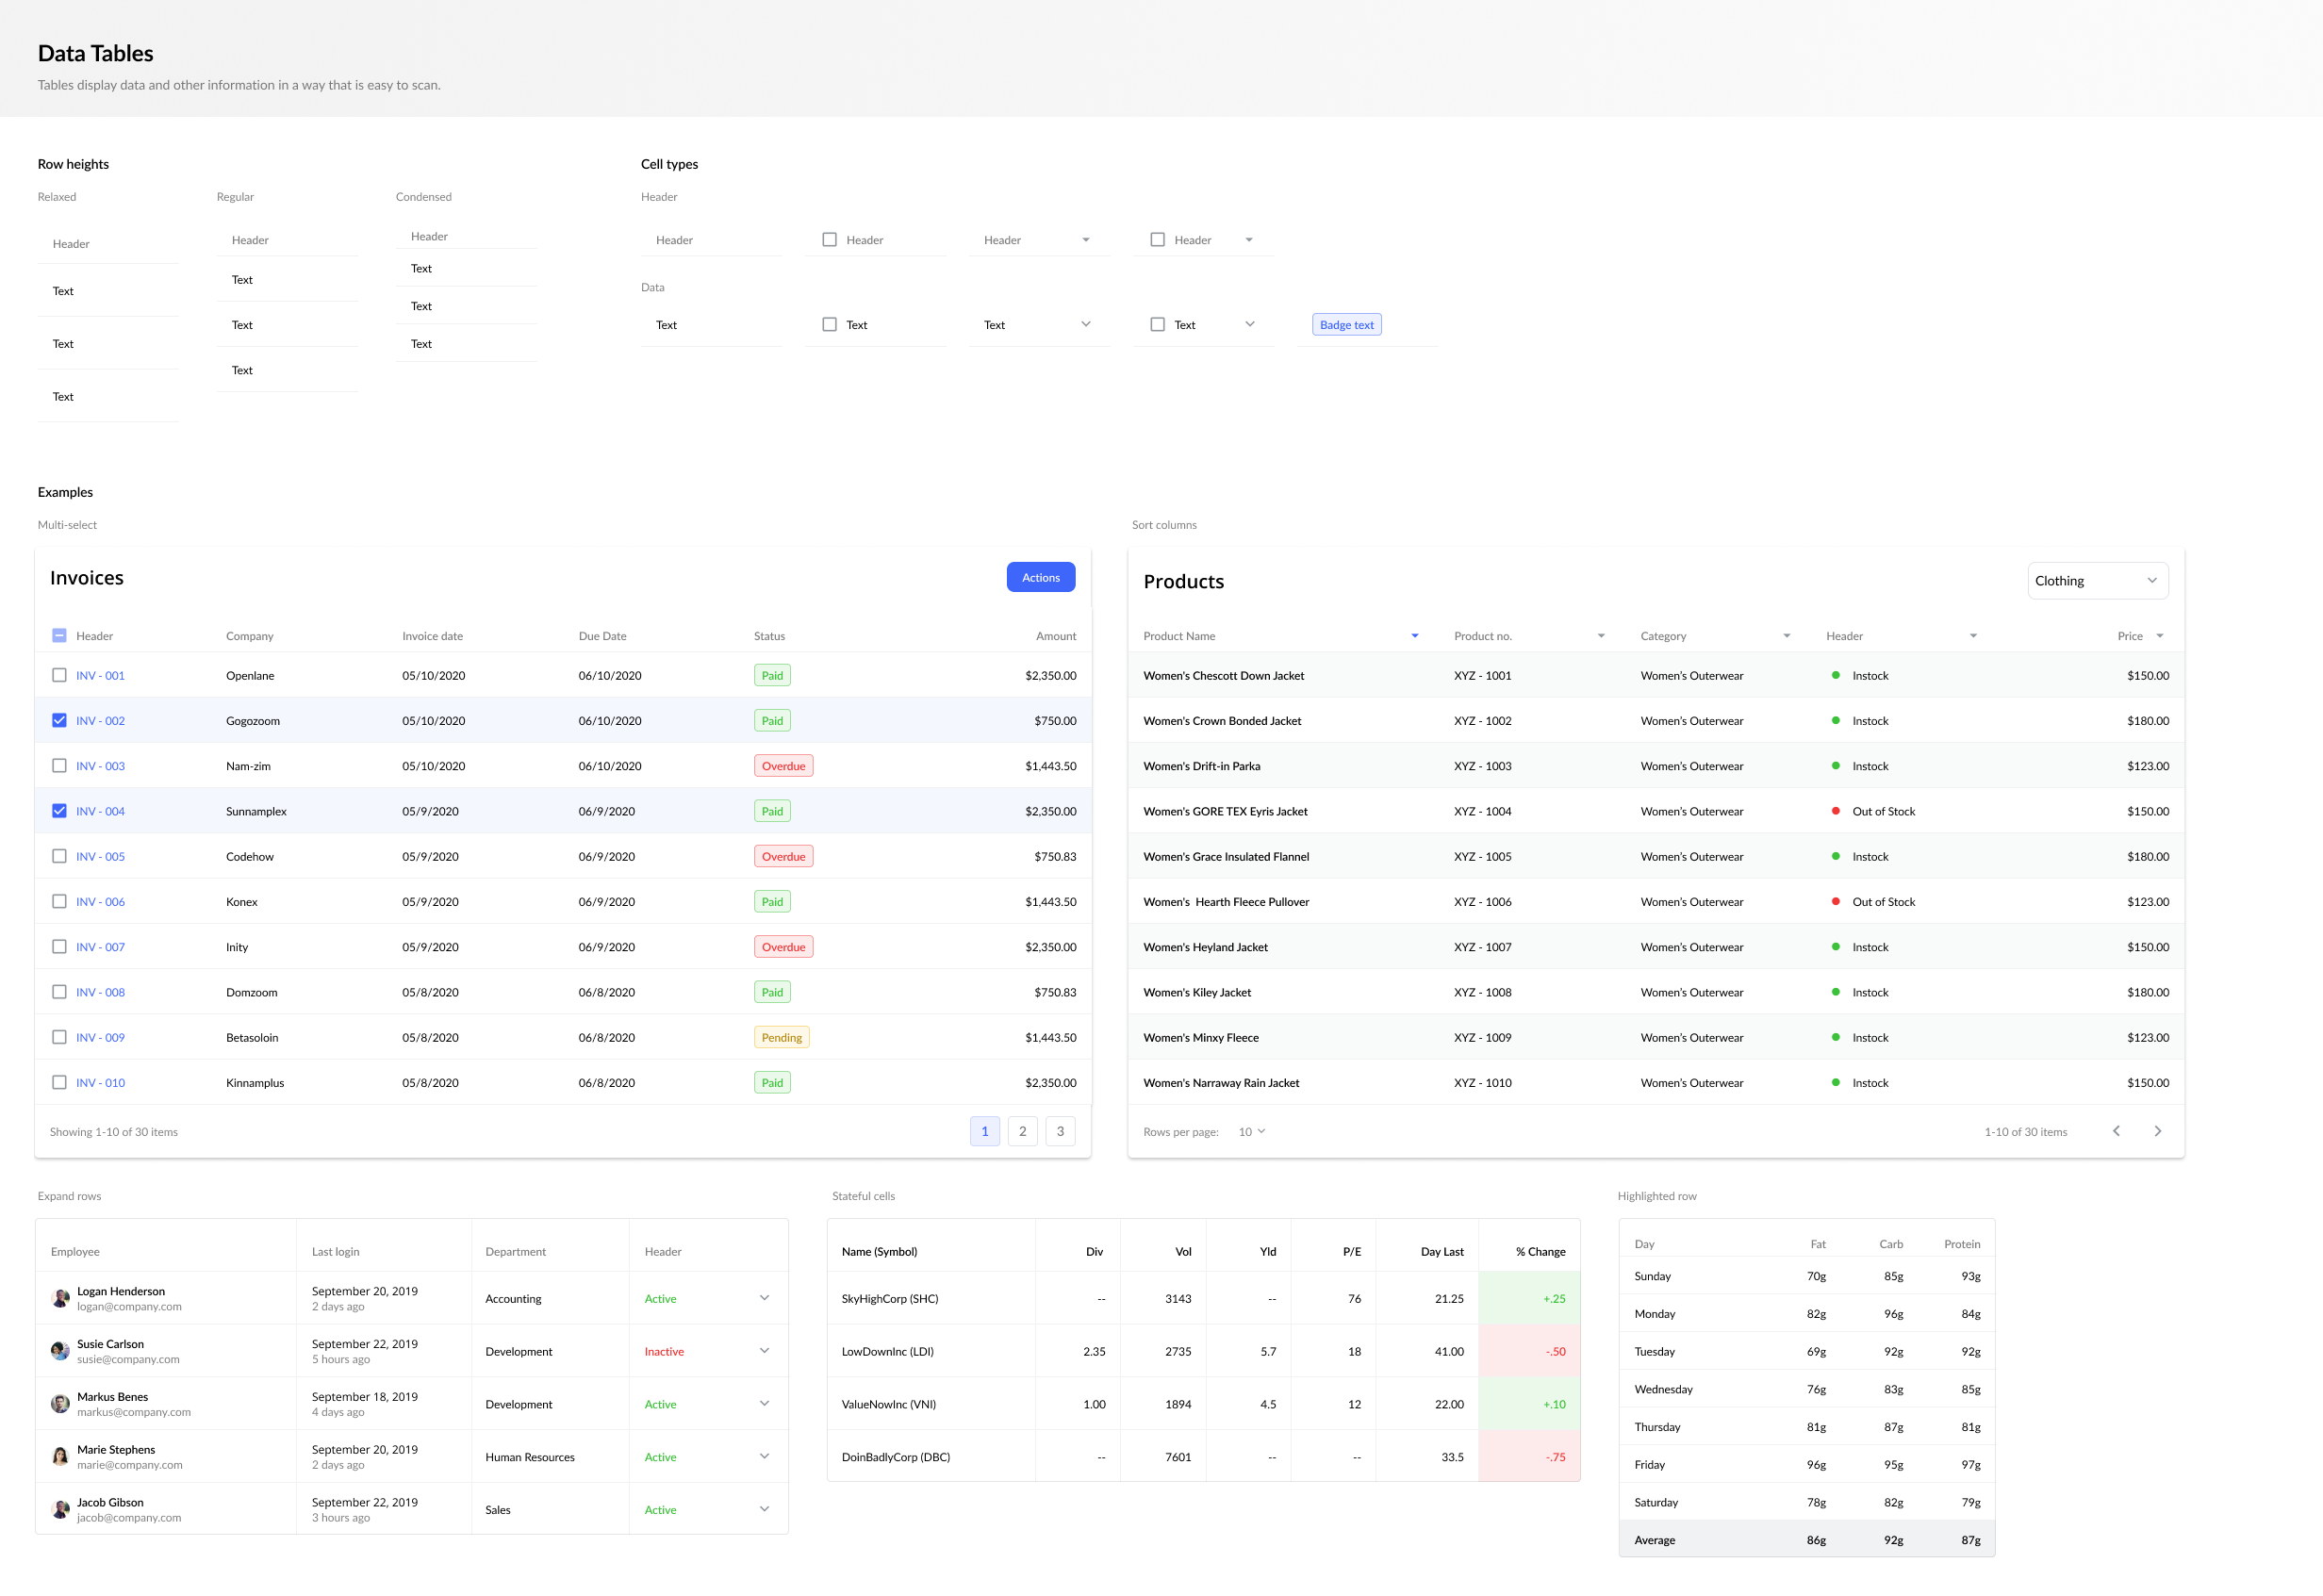 Data Tables
Tables display data and other information in a way that is easy to scan.
Row heights
Relaxed Regular Condensed
Header Header Header
Text Text Text
Text Text Text
Text Text Text
Cell types
Header
Header Header Header Header
Data
Text Text Text Text Badge text
Examples
Multi-select
Invoices Actions
Header Company Invoice date Due Date Status Amount
INV - 001 Openlane 05/10/2020 06/10/2020 Paid $2,350.00
INV - 002 Gogozoom 05/10/2020 06/10/2020 Paid $750.00
INV - 003 Nam-zim 05/10/2020 06/10/2020 Overdue $1,443.50
INV - 004 Sunnamplex 05/9/2020 06/9/2020 Paid $2,350.00
INV - 005 Codehow 05/9/2020 06/9/2020 Overdue $750.83
INV - 006 Konex 05/9/2020 06/9/2020 Paid $1,443.50
INV - 007 Inity 05/9/2020 06/9/2020 Overdue $2,350.00
INV - 008 Domzoom 05/8/2020 06/8/2020 Paid $750.83
INV - 009 Betasoloin 05/8/2020 06/8/2020 Pending $1,443.50
INV - 010 Kinnamplus 05/8/2020 06/8/2020 Paid $2,350.00
Showing 1-10 of 30 items 1 2 3
Sort columns
Products Clothing
Product Name Product no. Category Header Price
Women's Chescott Down Jacket XYZ - 1001 Women's Outerwear Instock $150.00
Women's Crown Bonded Jacket XYZ - 1002 Women's Outerwear Instock $180.00
Women's Drift-in Parka XYZ - 1003 Women's Outerwear Instock $123.00
Women's GORE TEX Eyris Jacket XYZ - 1004 Women's Outerwear Out of Stock $150.00
Women's Grace Insulated Flannel XYZ - 1005 Women's Outerwear Instock $180.00
Women's  Hearth Fleece Pullover XYZ - 1006 Women's Outerwear Out of Stock $123.00
Women's Heyland Jacket XYZ - 1007 Women's Outerwear Instock $150.00
Women's Kiley Jacket XYZ - 1008 Women's Outerwear Instock $180.00
Women's Minxy Fleece XYZ - 1009 Women's Outerwear Instock $123.00
Women's Narraway Rain Jacket XYZ - 1010 Women's Outerwear Instock $150.00
Rows per page: 10 1-10 of 30 items
Expand rows
Employee Last login Department Header
Logan Henderson September 20, 2019 Accounting Active
logan@company.com 2 days ago
Susie Carlson September 22, 2019 Development Inactive
susie@company.com 5 hours ago
Markus Benes September 18, 2019 Development Active
markus@company.com 4 days ago
Marie Stephens September 20, 2019 Human Resources Active
marie@company.com 2 days ago
Jacob Gibson September 22, 2019 Sales Active
jacob@company.com 3 hours ago
Stateful cells
Name (Symbol) Div Vol Yld P/E Day Last % Change
SkyHighCorp (SHC) -- 3143 -- 76 21.25 +.25
LowDownInc (LDI) 2.35 2735 5.7 18 41.00 -.50
ValueNowInc (VNI) 1.00 1894 4.5 12 22.00 +.10
DoinBadlyCorp (DBC) -- 7601 -- -- 33.5 -.75
Highlighted row
Day Fat Carb Protein
Sunday 70g 85g 93g
Monday 82g 96g 84g
Tuesday 69g 92g 92g
Wednesday 76g 83g 85g
Thursday 81g 87g 81g
Friday 96g 95g 97g
Saturday 78g 82g 79g
Average 86g 92g 87g